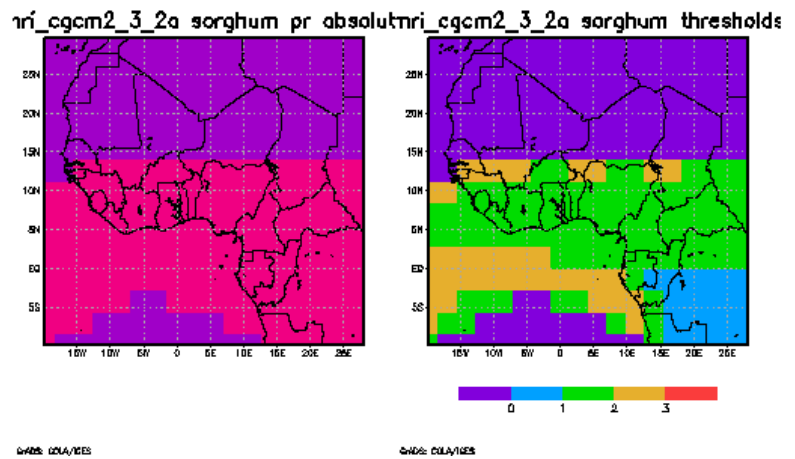 mri_cgcm2_3_2a sorghum pr absolut
mri_cgcm2_3_2a sorghum thresholds
25N
20N
15N
10N
5N
EQ
5S
15W 10W 5W 0 5E 10E 15E 20E 25E
25N
20N
15N
10N
5N
EQ
5S
15W 10W 5W 0 5E 10E 15E 20E 25E
0 1 2 3
GrADS: COLA/IGES
GrADS: COLA/IGES